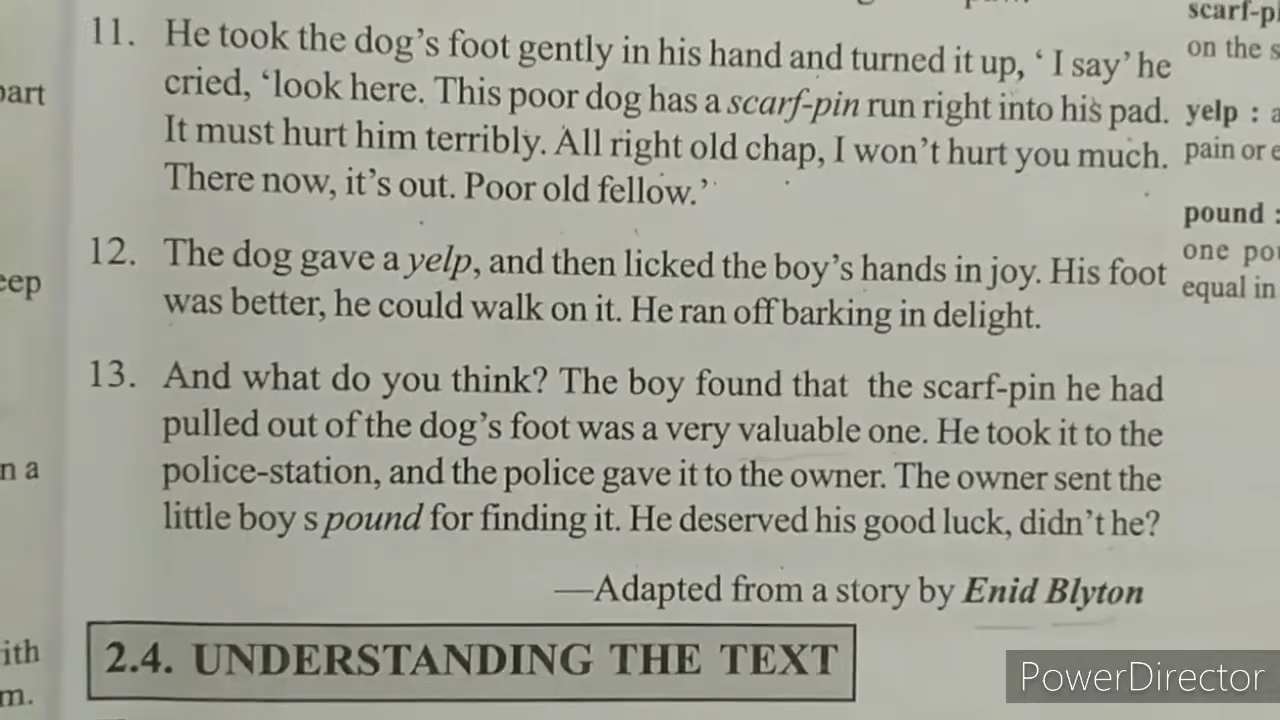 11. He took the dog's foot gently in his hand and turned it up, ‘ I say’ he
cried, ‘look here. This poor dog has a scarf-pin run right into his pad.
It must hurt him terribly. All right old chap, I won't hurt you much.
There now, it's out. Poor old fellow.’
12. The dog gave a yelp, and then licked the boy's hands in joy. His foot
was better, he could walk on it. He ran off barking in delight.
13. And what do you think? The boy found that the scarf-pin he had
pulled out of the dog's foot was a very valuable one. He took it to the
police-station, and the police gave it to the owner. The owner sent the
little boy s pound for finding it. He deserved his good luck, didn't he?
—Adapted from a story by Enid Blyton
2.4. UNDERSTANDING THE TEXT
on the
yelp :
pain or
pound :
one
equal in
PowerDirector